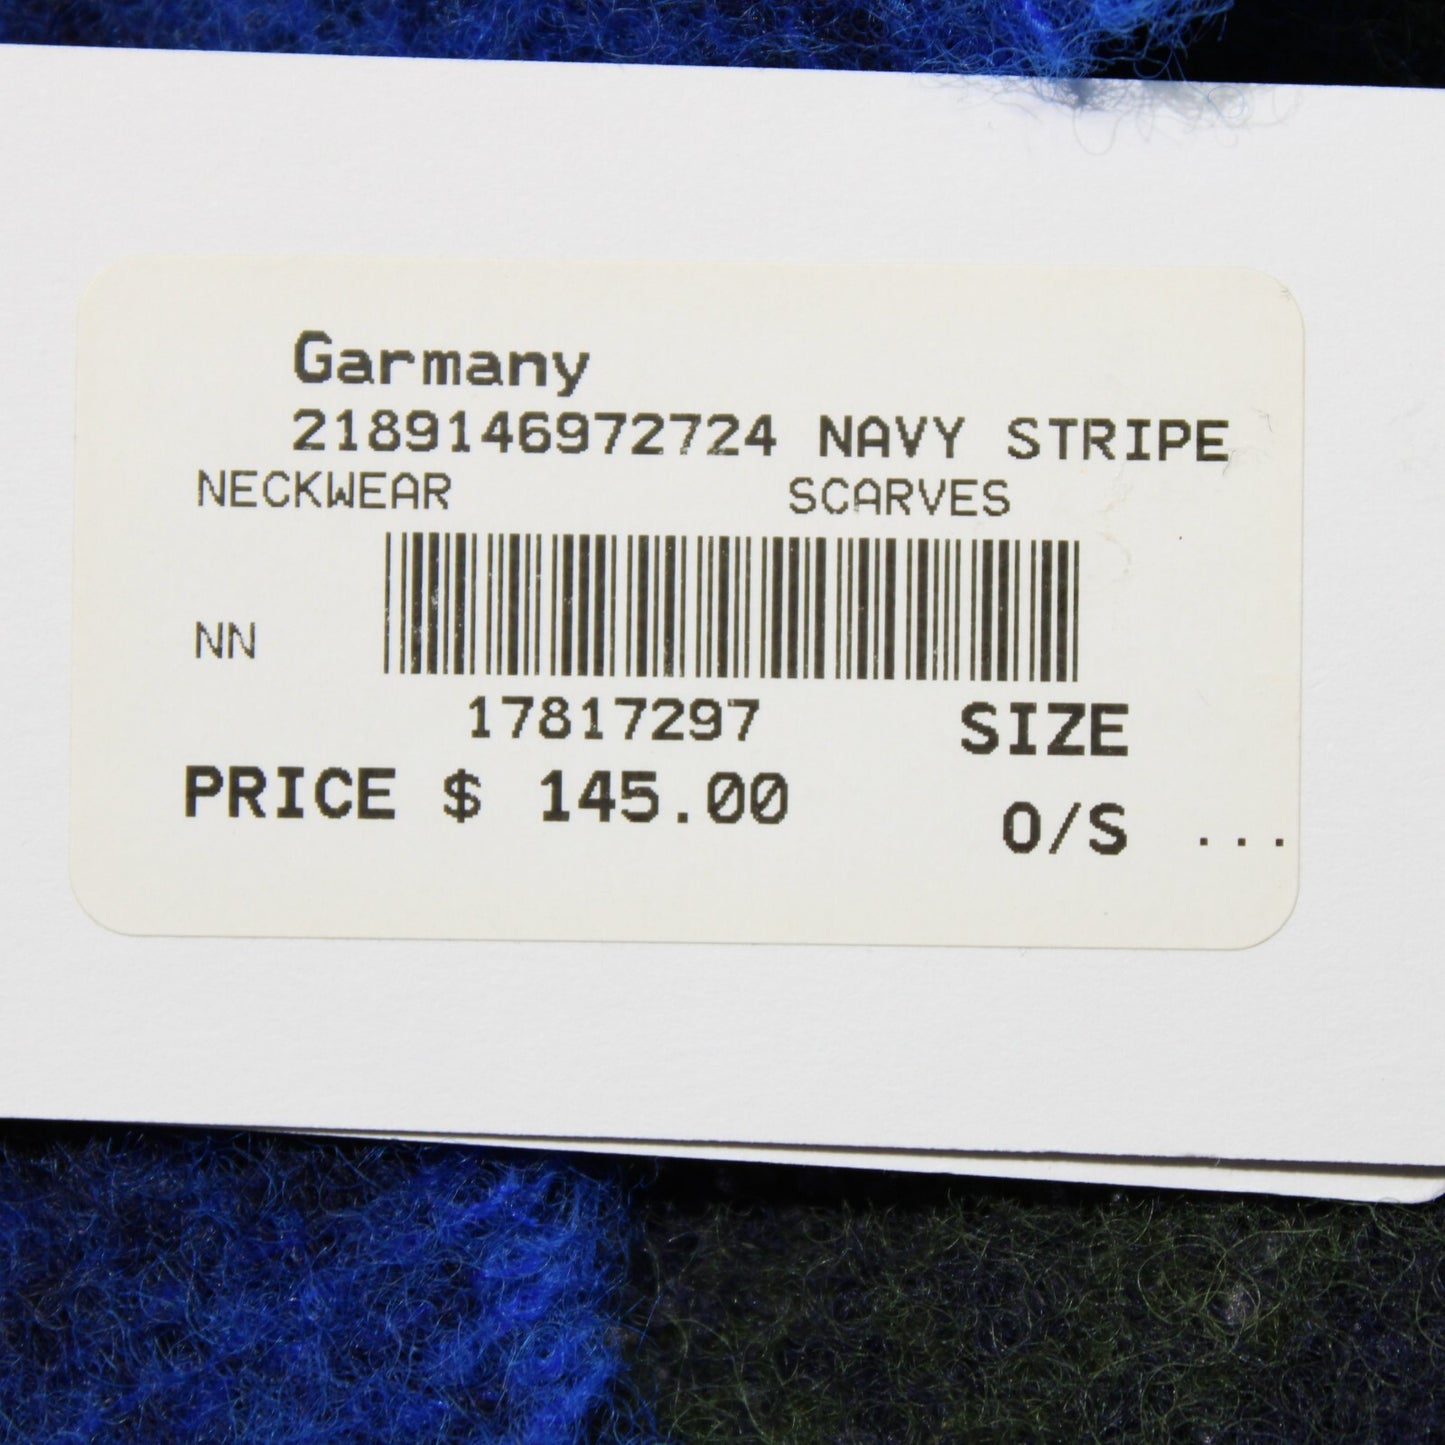 Garmany
2189146972724 NAVY STRIPE
NECKWEAR SCARVES
NN
17817297 SIZE
PRICE $ 145.00
O/S ...